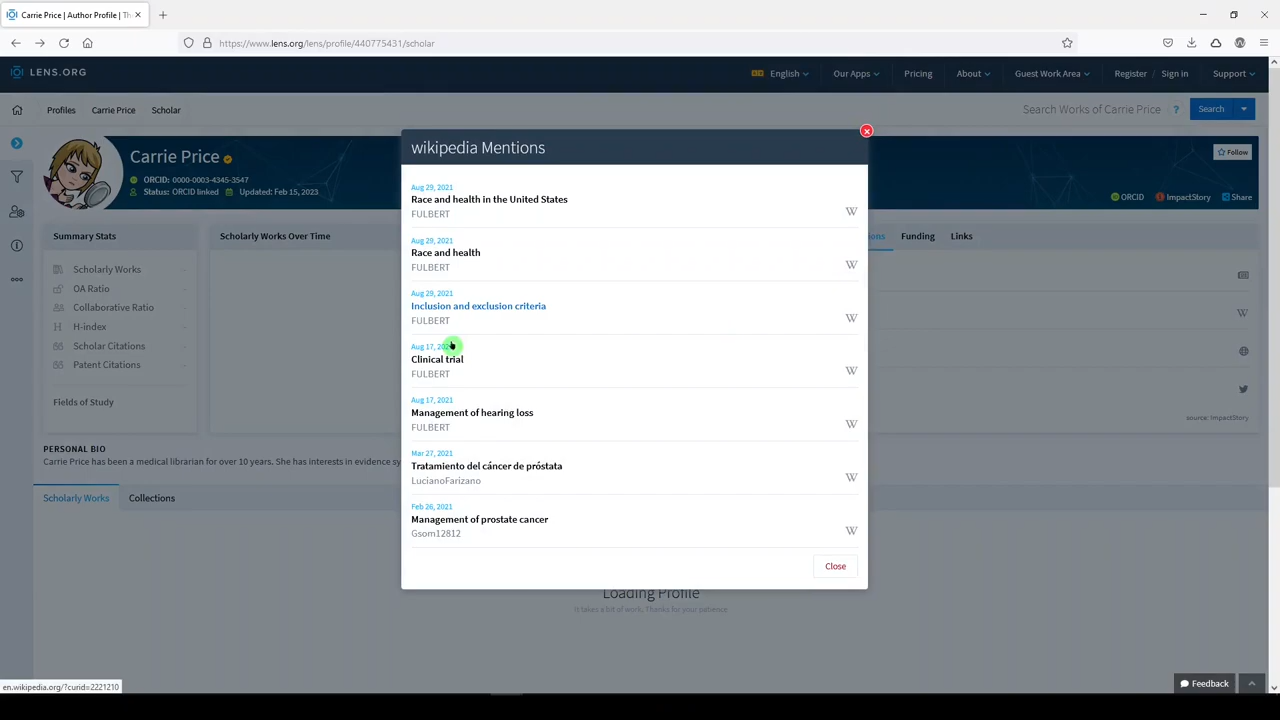 Carrie Price | Author Profile | Th
https://www.lens.org/lens/profile/440775431/scholar
LENS.ORG
English
Our Apps
Pricing
About
Guest Work Area
Register
Sign in
Support
Profiles
Carrie Price
Scholar
Search Works of Carrie Price
?
Search
Carrie Price
ORCID: 0000-0003-4345-3547
Status: ORCID linked
Updated: Feb 15, 2023
Follow
ORCID
ImpactStory
Share
Summary Stats
Scholarly Works -
OA Ratio -
Collaborative Ratio -
H-index -
Scholar Citations -
Patent Citations -
Fields of Study
Scholarly Works Over Time
Funding
Links
source: ImpactStory
PERSONAL BIO
Carrie Price has been a medical librarian for over 10 years. She has interests in evidence
Scholarly Works
Collections
wikipedia Mentions
Aug 29, 2021
Race and health in the United States
FULBERT
Aug 29, 2021
Race and health
FULBERT
Aug 29, 2021
Inclusion and exclusion criteria
FULBERT
Aug 17,
Clinical trial
FULBERT
Aug 17, 2021
Management of hearing loss
FULBERT
Mar 27, 2021
Tratamiento del cáncer de próstata
LucianoFarizano
Feb 26, 2021
Management of prostate cancer
Gsom12812
Close
Loading Profile
It takes a bit of work, Thanks for your patience
Feedback
en.wikipedia.org/?curid=2221210